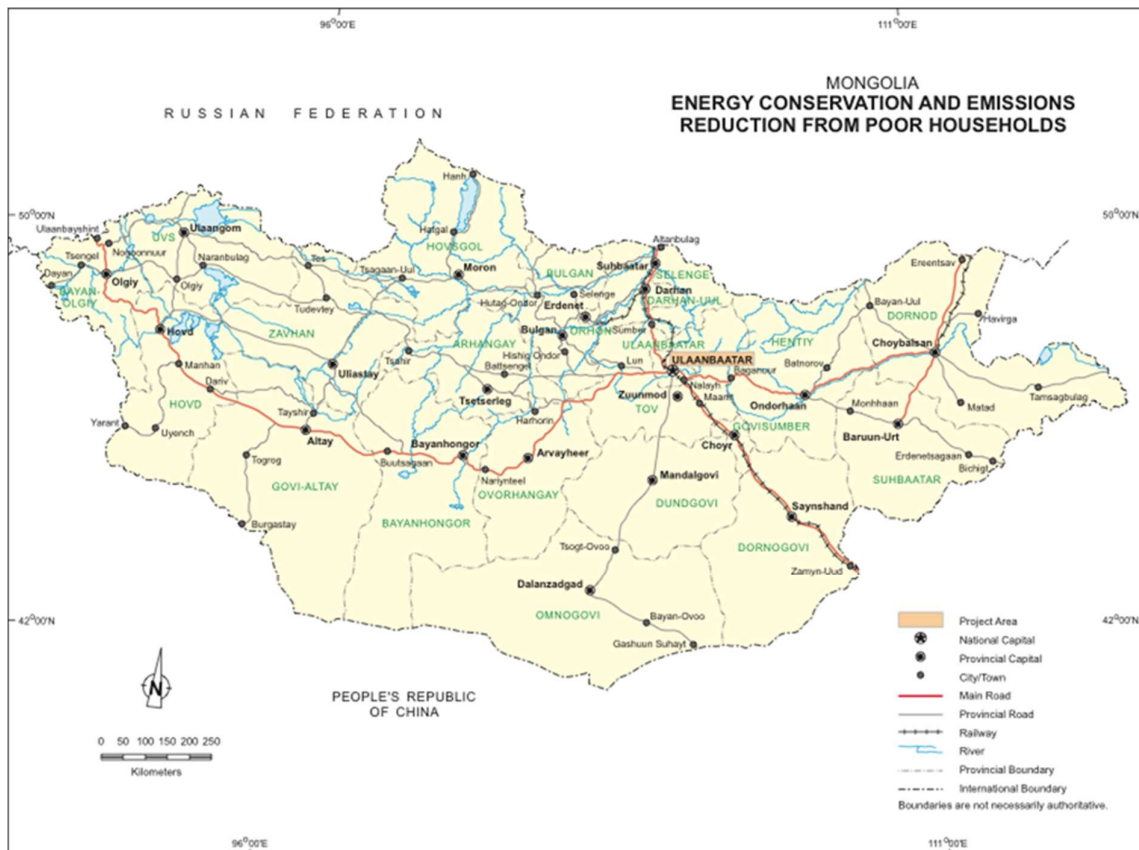 96°00'E
111°00'E
MONGOLIA
ENERGY CONSERVATION AND EMISSIONS
REDUCTION FROM POOR HOUSEHOLDS
RUSSIAN FEDERATION
50°00'N
50°00'N
Hanh
Ulaanbayshint
Ulaangom
UVS
Nogoonnuur
Tsengel
Naranbulag
Dayan
Olgiy
BAYAN-
OLGIY
Olgiy
Tes
Tsagaan-Uul
Tudevley
Hatgal
HOVSGOL
Moron
Altanbulag
Suhbaatar
SELENGE
BULGAN
Darhan
DARHAN-UUL
Hutag-Ondor
Selenge
Erdenet
ORHON
Sumber
Bulgan
ULAANBAATAR
Ereentsav
Bayan-Uul
DORNOD
Havirga
Choybalsan
HENTIY
Batnorov
Hovd
ZAVHAN
ARHANGAY
Tsahir
Hishig Ondor
Battsengel
Lun
ULAANBAATAR
Baganuur
Nalayh
Maant
Uliastay
Manhan
Dariv
Tsetserleg
Zuunmod
TOV
Ondorhaan
Monhhaan
Matad
Tamsagbulag
HOVD
Tayshir
Harhorin
GOVISUMBER
Baruun-Urt
Yarant
Uyench
Altay
Bayanhongor
Arvayheer
Choyr
Erdenetsagaan
Bichigt
Togrog
Buutsagaan
Nariynteel
Mandalgovi
SUHBAATAR
GOVI-ALTAY
OVORHANGAY
DUNDGOVI
Burgastay
BAYANHONGOR
Saynshand
Tsogt-Ovoo
DORNOGOVI
Zamyn-Uud
Dalanzadgad
OMNOGOVI
Bayan-Ovoo
Gashuun Suhayt
42°00'N
42°00'N
PEOPLE'S REPUBLIC
OF CHINA
N
0 50 100 150 200 250
Kilometers
Project Area
National Capital
Provincial Capital
City/Town
Main Road
Provincial Road
Railway
River
Provincial Boundary
International Boundary
Boundaries are not necessarily authoritative.
96°00'E
111°00'E